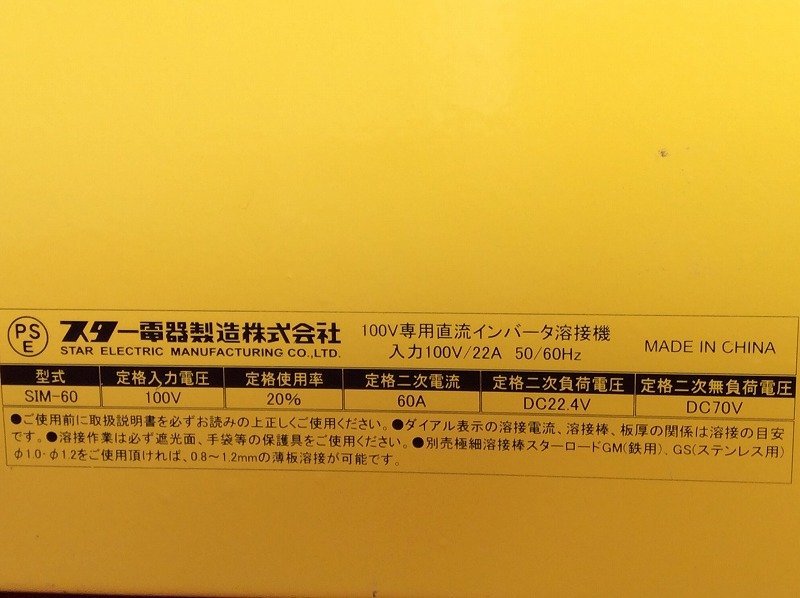 PS
E
スター電器製造株式会社
STAR ELECTRIC MANUFACTURING CO.,LTD.
100V専用直流インバータ溶接機
入力100V/22A 50/60Hz
MADE IN CHINA
型式 定格入力電圧 定格使用率 定格二次電流 定格二次負荷電圧 定格二次無負荷電圧
SIM-60 100V 20% 60A DC22.4V DC70V
●ご使用前に取扱説明書を必ずお読みの上正しくご使用ください。●ダイアル表示の溶接電流、溶接棒、板厚の関係は溶接の目安
です。●溶接作業は必ず遮光面、手袋等の保護具をご使用ください。●別売極細溶接棒スターロードGM(鉄用)、GS(ステンレス用)
φ1.0・φ1.2をご使用頂ければ、0.8〜1.2mmの薄板溶接が可能です。